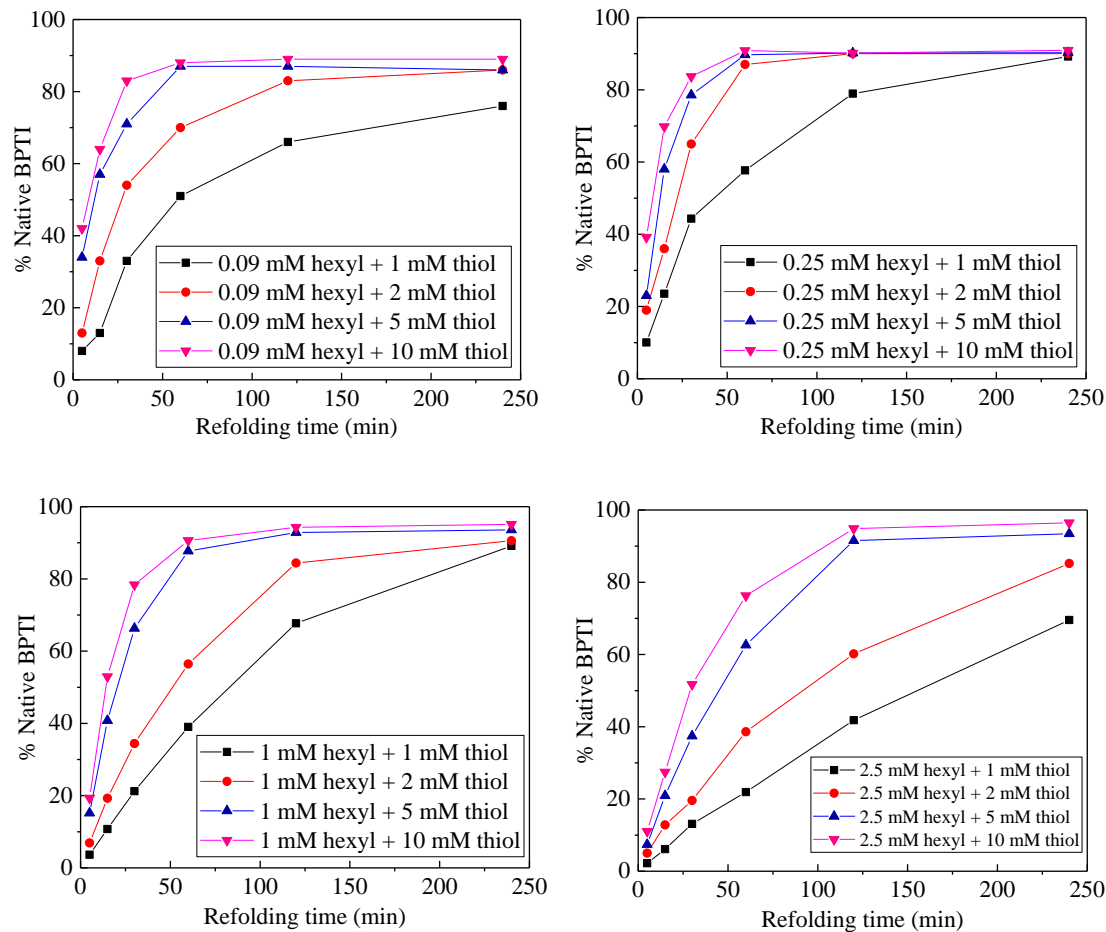 100
80
60
40
20
0
% Native BPTI
0.09 mM hexyl + 1 mM thiol
0.09 mM hexyl + 2 mM thiol
0.09 mM hexyl + 5 mM thiol
0.09 mM hexyl + 10 mM thiol
0 50 100 150 200 250
Refolding time (min)
100
80
60
40
20
0
% Native BPTI
0.25 mM hexyl + 1 mM thiol
0.25 mM hexyl + 2 mM thiol
0.25 mM hexyl + 5 mM thiol
0.25 mM hexyl + 10 mM thiol
0 50 100 150 200 250
Refolding time (min)
100
80
60
40
20
0
% Native BPTI
1 mM hexyl + 1 mM thiol
1 mM hexyl + 2 mM thiol
1 mM hexyl + 5 mM thiol
1 mM hexyl + 10 mM thiol
0 50 100 150 200 250
Refolding time (min)
100
80
60
40
20
0
% Native BPTI
2.5 mM hexyl + 1 mM thiol
2.5 mM hexyl + 2 mM thiol
2.5 mM hexyl + 5 mM thiol
2.5 mM hexyl + 10 mM thiol
0 50 100 150 200 250
Refolding time (min)